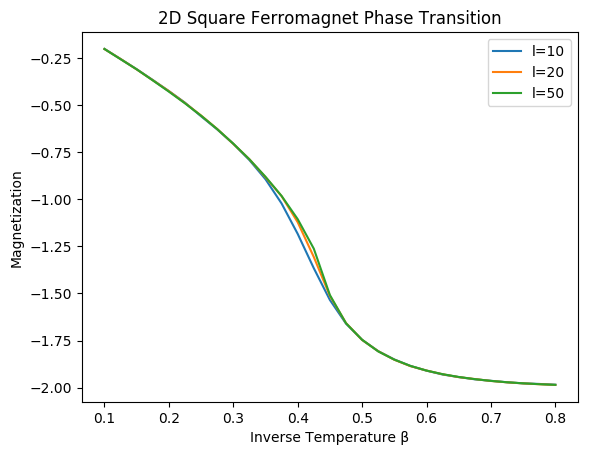 2D Square Ferromagnet Phase Transition
l=10
l=20
l=50
Magnetization
−0.25
−0.50
−0.75
−1.00
−1.25
−1.50
−1.75
−2.00
0.1 0.2 0.3 0.4 0.5 0.6 0.7 0.8
Inverse Temperature β